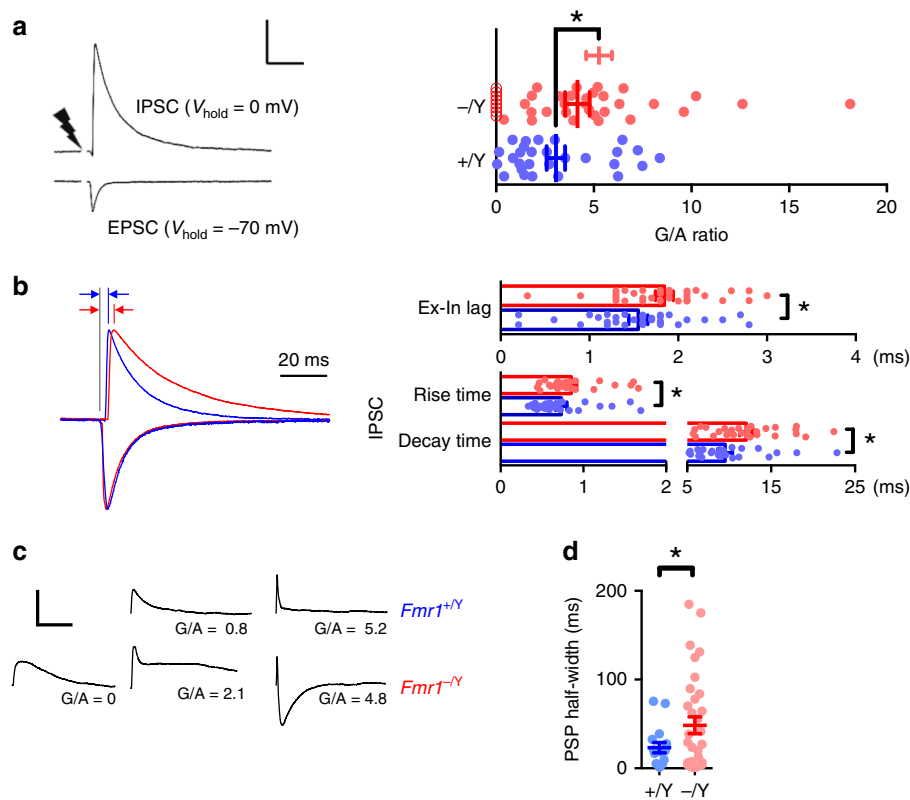 a
IPSC (Vhold = 0 mV)
EPSC (Vhold = –70 mV)
*
–/Y
+/Y
0 5 10 15 20
G/A ratio
b
20 ms
Ex-In lag
*
0 1 2 3 4 (ms)
IPSC
Rise time
*
Decay time
*
0 1 2 5 15 25 (ms)
c
G/A = 0.8
G/A = 5.2
Fmr1+/Y
G/A = 0
G/A = 2.1
G/A = 4.8
Fmr1–/Y
d
*
PSP half-width (ms)
200
100
0
+/Y –/Y